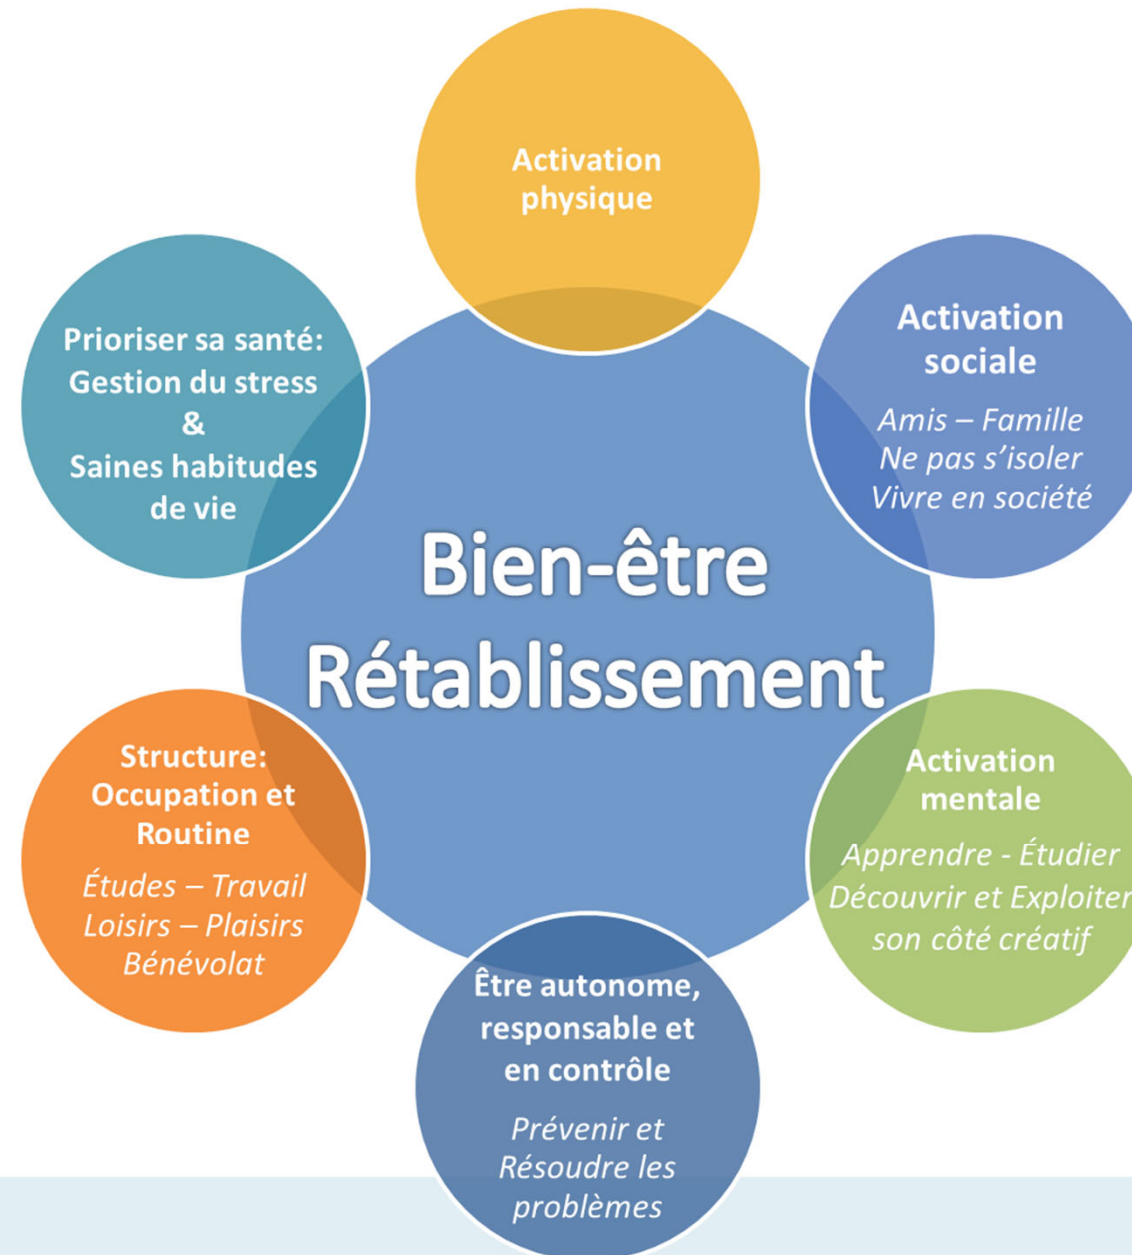 Activation
physique
Activation
sociale
Amis – Famille
Ne pas s’isoler
Vivre en société
Prioriser sa santé:
Gestion du stress
&
Saines habitudes
de vie
Bien-être
Rétablissement
Structure:
Occupation et
Routine
Études – Travail
Loisirs – Plaisirs
Bénévolat
Activation
mentale
Apprendre - Étudier
Découvrir et Exploiter
son côté créatif
Être autonome,
responsable et
en contrôle
Prévenir et
Résoudre les
problèmes